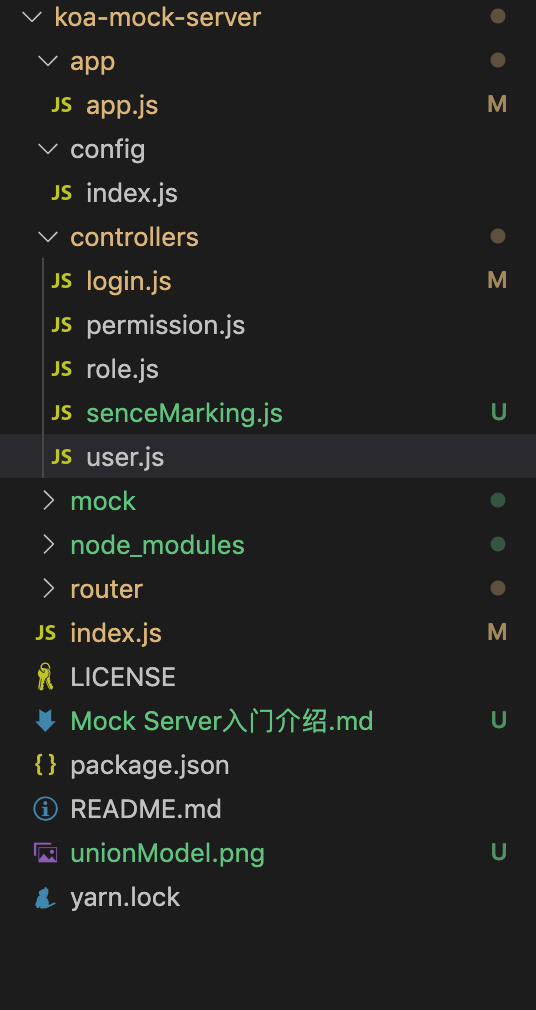 koa-mock-server
app
JS app.js M
config
JS index.js
controllers
JS login.js M
JS permission.js
JS role.js
JS senceMarking.js U
JS user.js
mock
node_modules
router
JS index.js M
LICENSE
Mock Server入门介绍.md U
{} package.json
README.md
unionModel.png U
yarn.lock